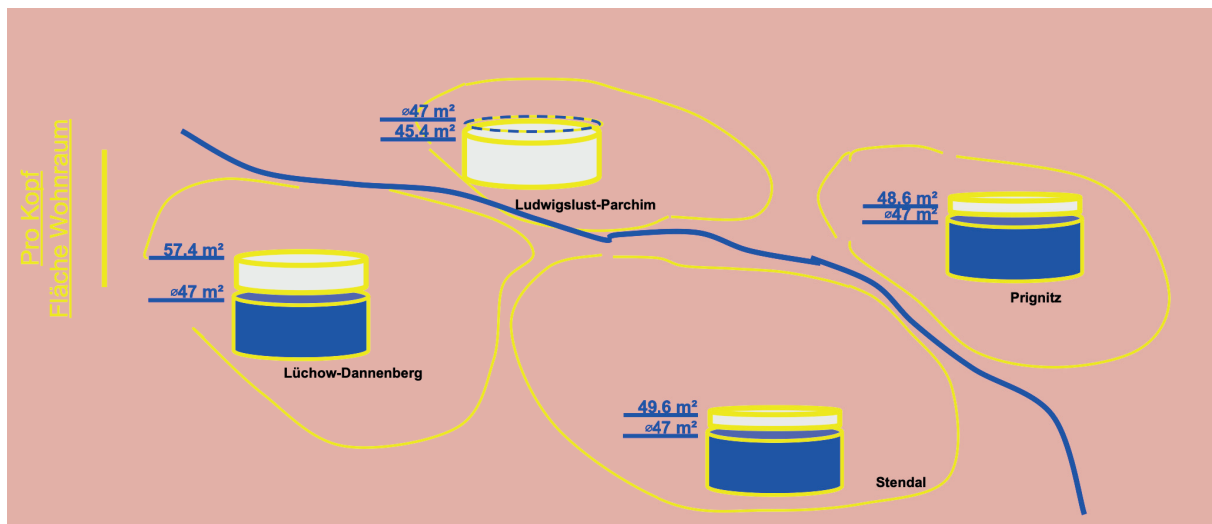 Pro Kopf
Fläche Wohnraum
⌀47 m²
45,4 m²
Ludwigslust-Parchim
48,6 m²
⌀47 m²
Prignitz
57,4 m²
⌀47 m²
Lüchow-Dannenberg
49,6 m²
⌀47 m²
Stendal